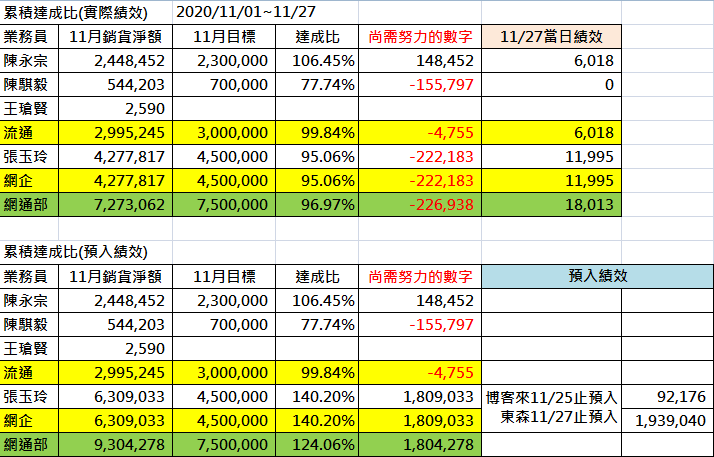 累積達成比(實際績效) 2020/11/01~11/27
業務員 11月銷貨淨額 11月目標 達成比 尚需努力的數字 11/27當日績效
陳永宗 2,448,452 2,300,000 106.45% 148,452 6,018
陳騏毅 544,203 700,000 77.74% -155,797 0
王瑲賢 2,590
流通 2,995,245 3,000,000 99.84% -4,755 6,018
張玉玲 4,277,817 4,500,000 95.06% -222,183 11,995
網企 4,277,817 4,500,000 95.06% -222,183 11,995
網通部 7,273,062 7,500,000 96.97% -226,938 18,013
累積達成比(預入績效)
業務員 11月銷貨淨額 11月目標 達成比 尚需努力的數字 預入績效
陳永宗 2,448,452 2,300,000 106.45% 148,452
陳騏毅 544,203 700,000 77.74% -155,797
王瑲賢 2,590
流通 2,995,245 3,000,000 99.84% -4,755
張玉玲 6,309,033 4,500,000 140.20% 1,809,033 博客來11/25止預入 92,176
網企 6,309,033 4,500,000 140.20% 1,809,033 東森11/27止預入 1,939,040
網通部 9,304,278 7,500,000 124.06% 1,804,278